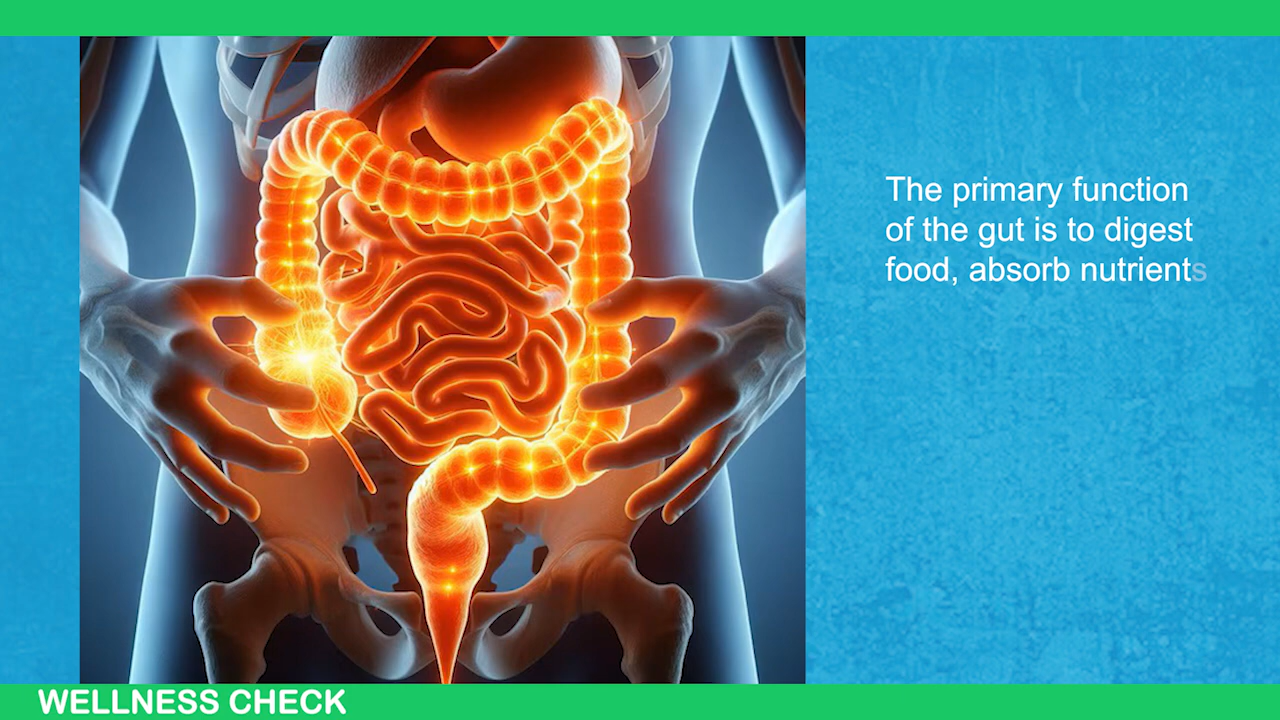 The primary function
of the gut is to digest
food, absorb nutrients
WELLNESS CHECK